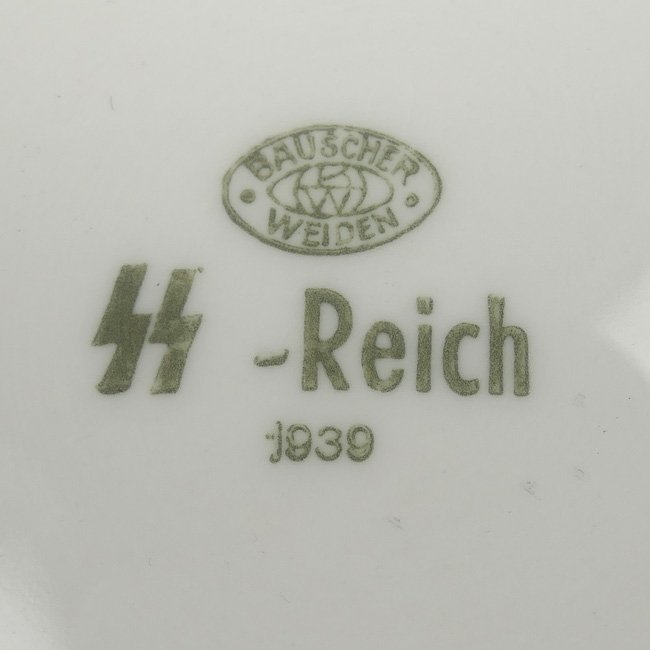 BAUSCHER
WEIDEN
SS -Reich
1939